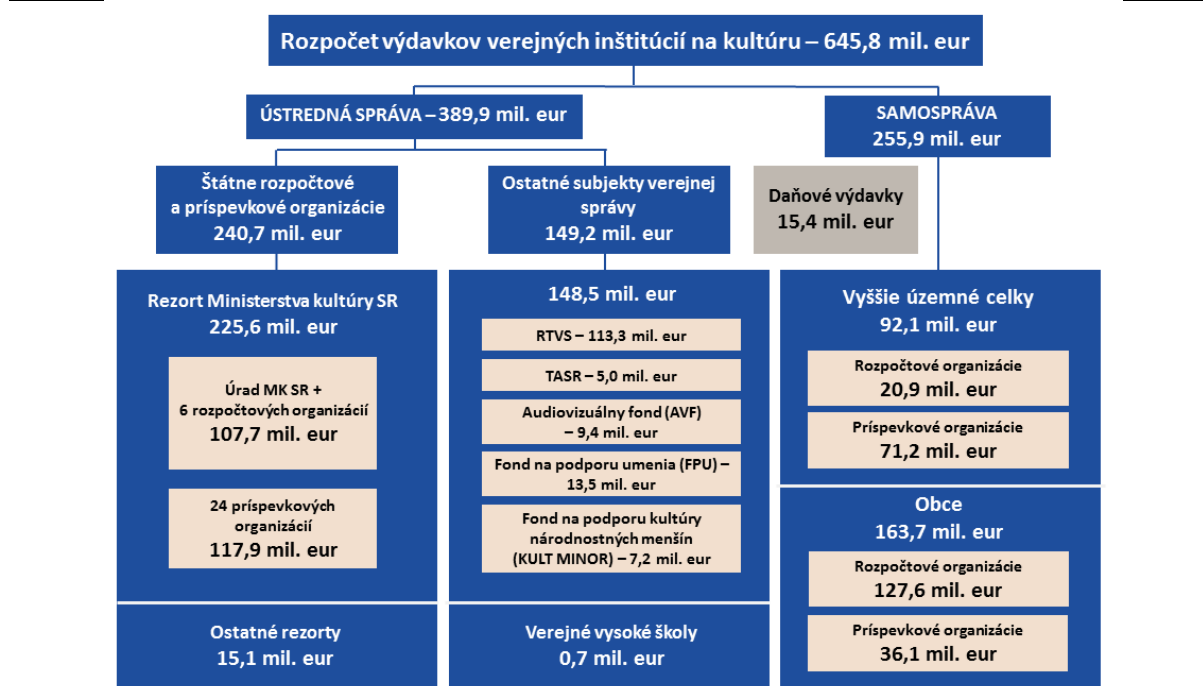 Rozpočet výdavkov verejných inštitúcií na kultúru – 645,8 mil. eur
ÚSTREDNÁ SPRÁVA – 389,9 mil. eur
SAMOSPRÁVA
255,9 mil. eur
Štátne rozpočtové
a príspevkové organizácie
240,7 mil. eur
Ostatné subjekty verejnej
správy
149,2 mil. eur
Daňové výdavky
15,4 mil. eur
Rezort Ministerstva kultúry SR
225,6 mil. eur
Úrad MK SR +
6 rozpočtových organizácií
107,7 mil. eur
24 príspevkových
organizácií
117,9 mil. eur
Ostatné rezorty
15,1 mil. eur
148,5 mil. eur
RTVS – 113,3 mil. eur
TASR – 5,0 mil. eur
Audiovizuálny fond (AVF)
– 9,4 mil. eur
Fond na podporu umenia (FPU) –
13,5 mil. eur
Fond na podporu kultúry
národnostných menšín
(KULT MINOR) – 7,2 mil. eur
Verejné vysoké školy
0,7 mil. eur
Vyššie územné celky
92,1 mil. eur
Rozpočtové organizácie
20,9 mil. eur
Príspevkové organizácie
71,2 mil. eur
Obce
163,7 mil. eur
Rozpočtové organizácie
127,6 mil. eur
Príspevkové organizácie
36,1 mil. eur